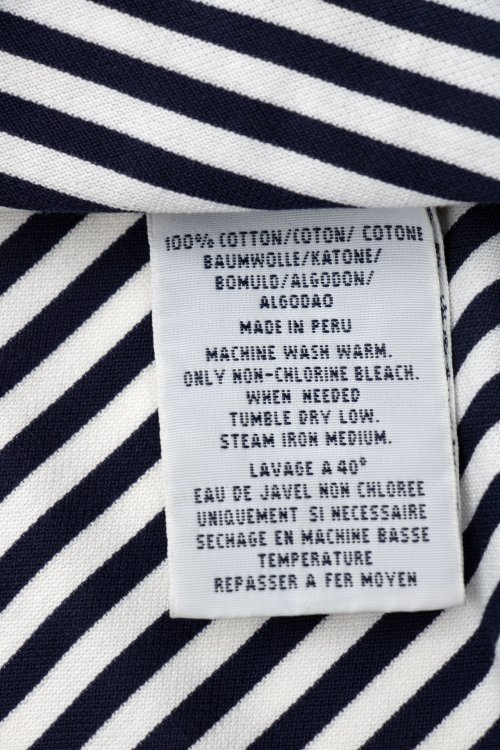 100% COTTON/COTON/ COTONE
BAUMWOLLE/KATONE/
BOMULD/ALGODON/
ALGODAO
MADE IN PERU
MACHINE WASH WARM.
ONLY NON-CHLORINE BLEACH.
WHEN NEEDED
TUMBLE DRY LOW.
STEAM IRON MEDIUM.
LAVAGE A 40°
EAU DE JAVEL NON CHLOREE
UNIQUEMENT SI NECESSAIRE
SECHAGE EN MACHINE BASSE
TEMPERATURE
REPASSER A FER MOYEN